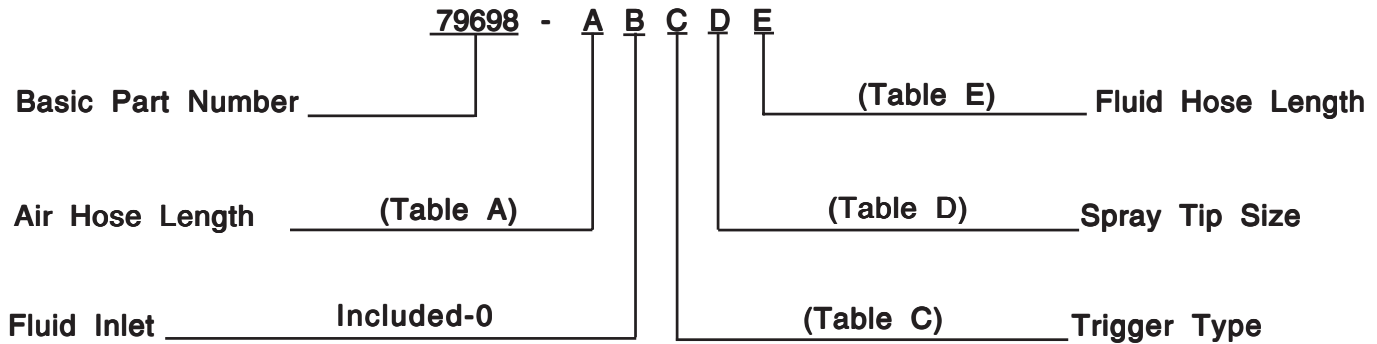 79698 - A B C D E
Basic Part Number
(Table E)
Fluid Hose Length
Air Hose Length
(Table A)
(Table D)
Spray Tip Size
Fluid Inlet
Included-0
(Table C)
Trigger Type